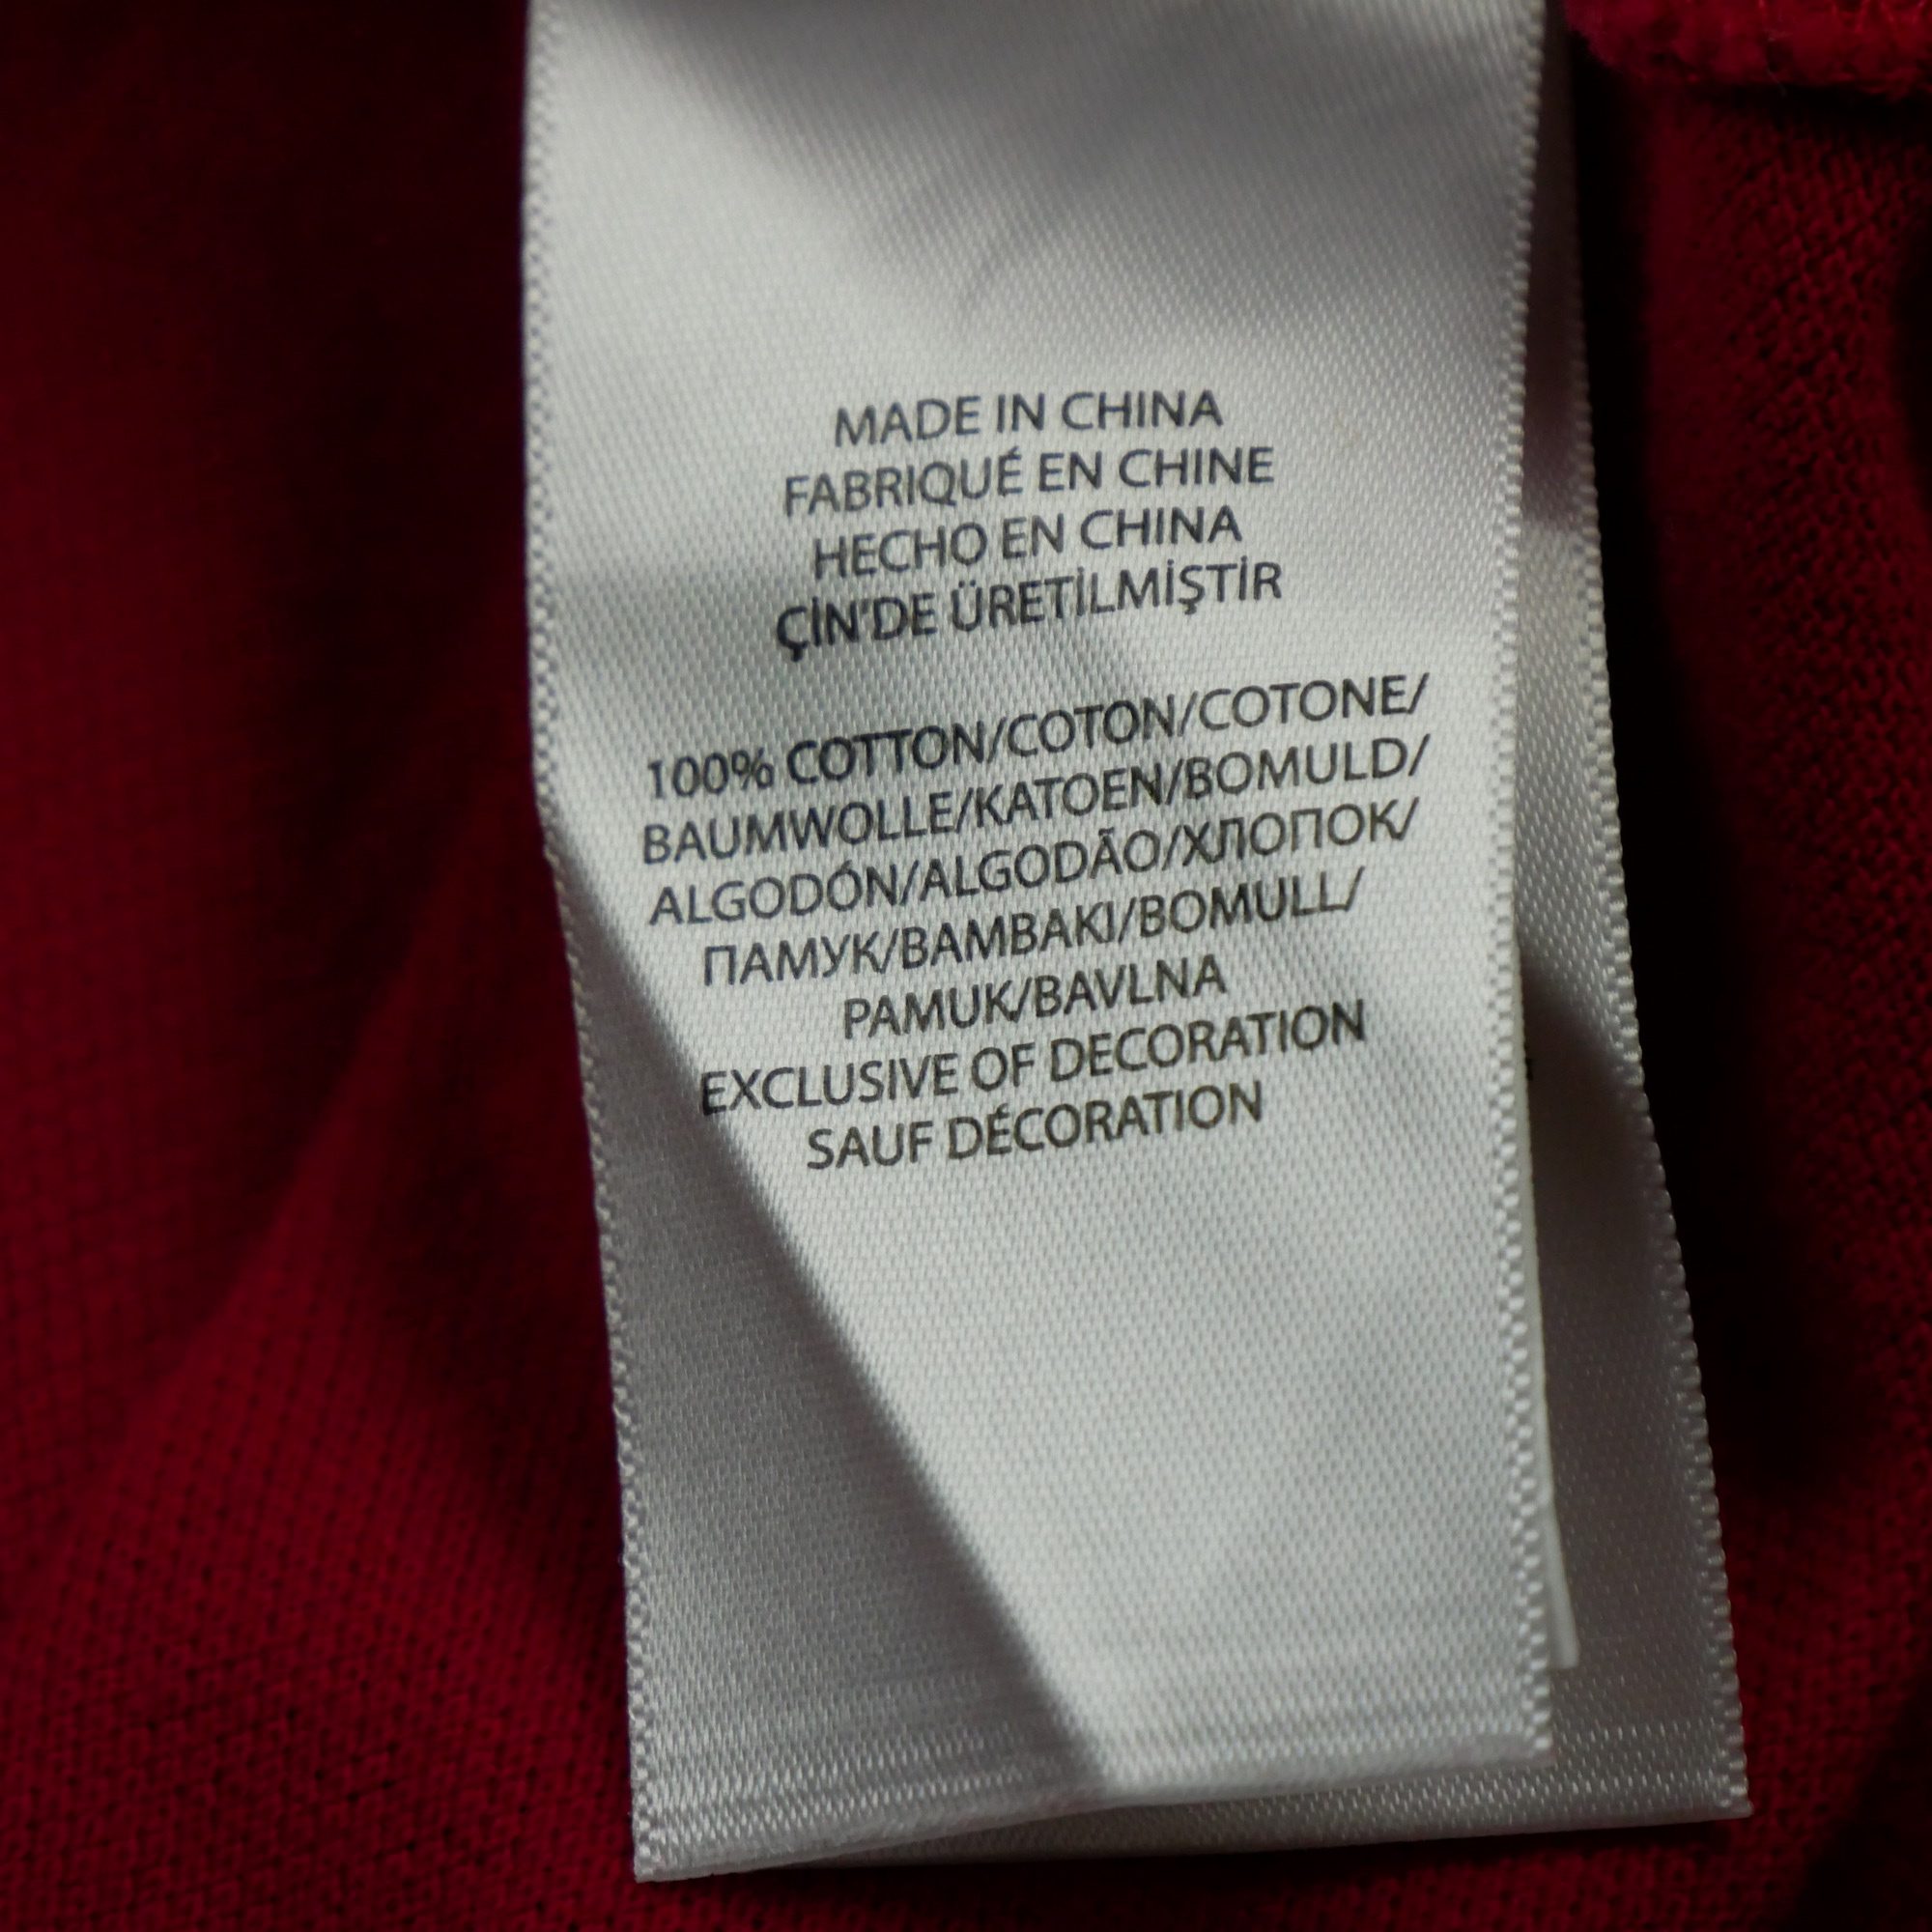 MADE IN CHINA
FABRIQUÉ EN CHINE
HECHO EN CHINA
ÇİN'DE ÜRETİLMİŞTİR
100% COTTON/COTON/COTONE/
BAUMWOLLE/KATOEN/BOMULD/
ALGODÓN/ALGODÃO/ХЛОПОК/
ПАМУК/BAMBAKI/BOMULL/
PAMUK/BAVLNA
EXCLUSIVE OF DECORATION
SAUF DÉCORATION